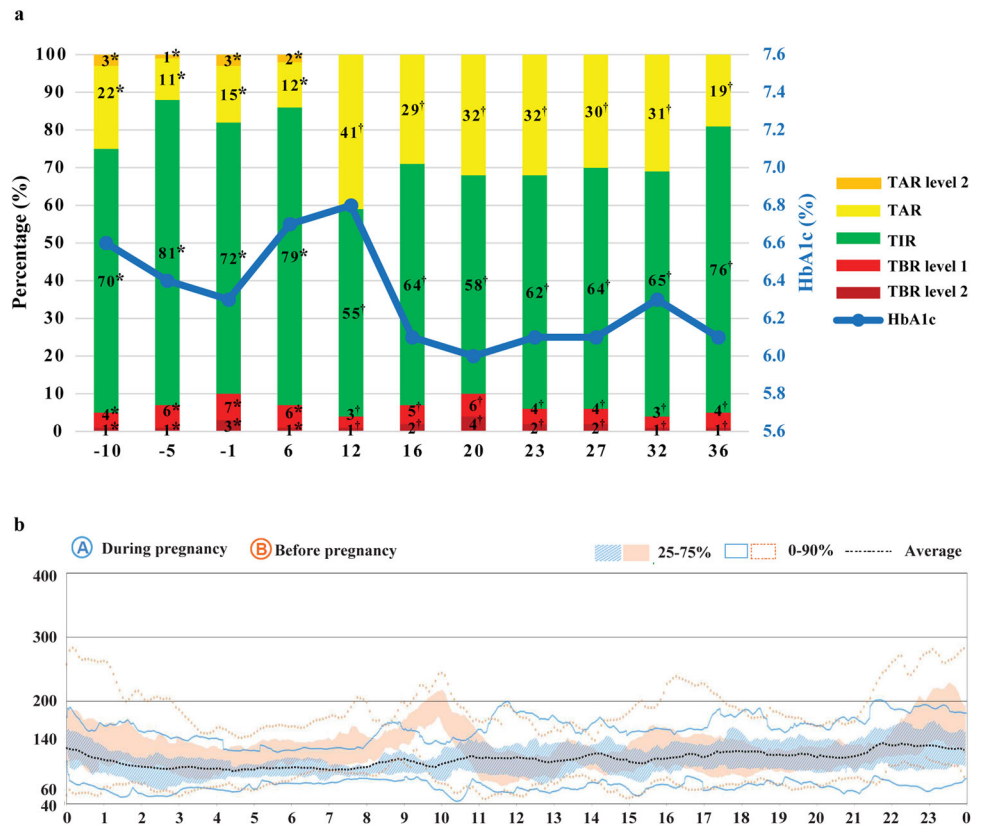 a
100 3* 1* 3* 2* 7.6
90 22* 11* 15* 12* 41† 29† 32† 32† 30† 31† 19† 7.4
80 7.2
70 7.0
60 6.8
50 6.6
40 70* 81* 72* 79* 55† 64† 58† 62† 64† 65† 76† 6.4
30 6.2
20 6.0
10 5.8
4* 6* 7* 6* 3† 5† 6† 4† 4† 3† 4†
0 1* 1* 3* 1* 1† 2† 4† 2† 2† 1† 1† 5.6
-10 -5 -1 6 12 16 20 23 27 32 36
Percentage (%)
HbA1c (%)
TAR level 2
TAR
TIR
TBR level 1
TBR level 2
HbA1c
b
A During pregnancy B Before pregnancy 25-75% 0-90% Average
400
300
200
140
60
40
0 1 2 3 4 5 6 7 8 9 10 11 12 13 14 15 16 17 18 19 20 21 22 23 0